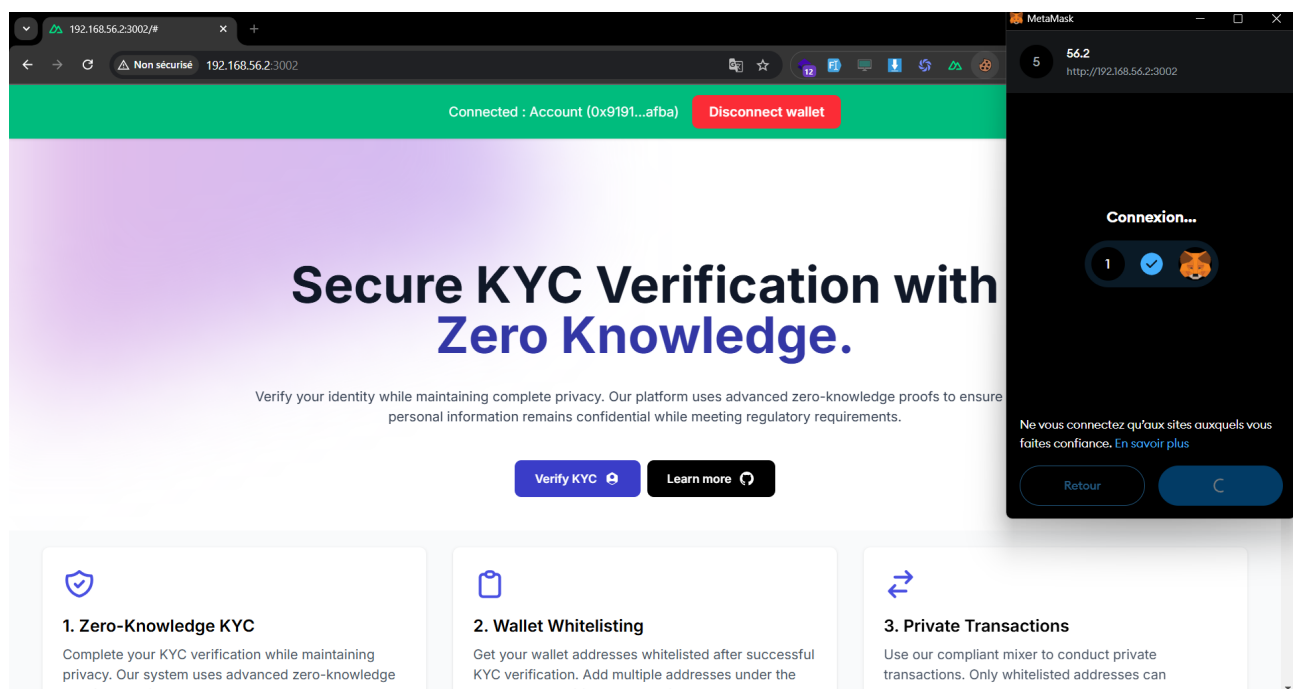 192.168.56.2:3002/#
MetaMask
Non sécurisé
192.168.56.2:3002
12
5
56.2
http://192.168.56.2:3002
Connected : Account (0x9191...afba)
Disconnect wallet
Connexion...
1
Secure KYC Verification with
Zero Knowledge.
Verify your identity while maintaining complete privacy. Our platform uses advanced zero-knowledge proofs to ensure
personal information remains confidential while meeting regulatory requirements.
Ne vous connectez qu'aux sites auxquels vous
faites confiance. En savoir plus
Verify KYC
Learn more
Retour
1. Zero-Knowledge KYC
Complete your KYC verification while maintaining
privacy. Our system uses advanced zero-knowledge
2. Wallet Whitelisting
Get your wallet addresses whitelisted after successful
KYC verification. Add multiple addresses under the
3. Private Transactions
Use our compliant mixer to conduct private
transactions. Only whitelisted addresses can